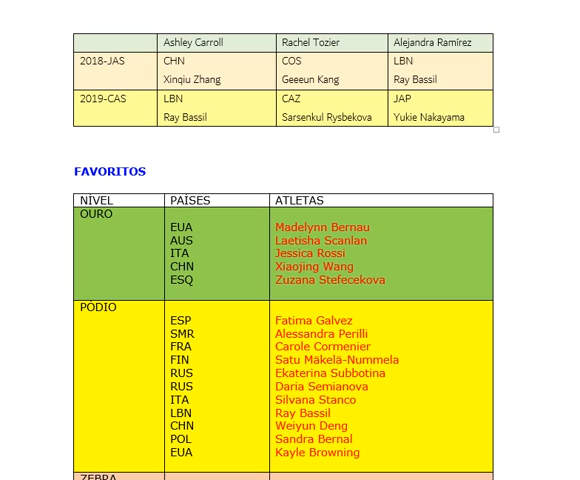 Ashley Carroll Rachel Tozier Alejandra Ramírez
2018-JAS CHN COS LBN
Xinqiu Zhang Geeeun Kang Ray Bassil
2019-CAS LBN CAZ JAP
Ray Bassil Sarsenkul Rysbekova Yukie Nakayama
FAVORITOS
NÍVEL PAÍSES ATLETAS
OURO
EUA Madelynn Bernau
AUS Laetisha Scanlan
ITA Jessica Rossi
CHN Xiaojing Wang
ESQ Zuzana Stefecekova
PÓDIO
ESP Fatima Galvez
SMR Alessandra Perilli
FRA Carole Cormenier
FIN Satu Mäkelä-Nummela
RUS Ekaterina Subbotina
RUS Daria Semianova
ITA Silvana Stanco
LBN Ray Bassil
CHN Weiyun Deng
POL Sandra Bernal
EUA Kayle Browning
ZEBRA